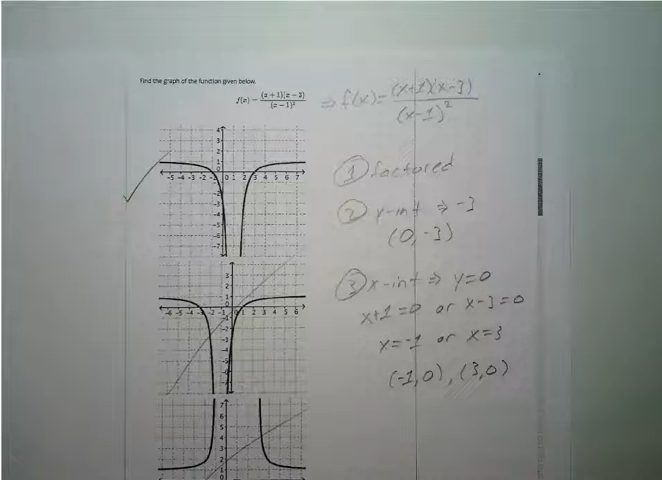 Find the graph of the function given below.
f(x) = (x+1)(x-3) / (x-1)²
⇒ f(x) = (x+1)(x-3) / (x-1)²
① factored
② y-int ⇒ -3
(0, -3)
③ x-int ⇒ y=0
x+1=0 or x-3=0
x=-1 or x=3
(-1,0), (3,0)